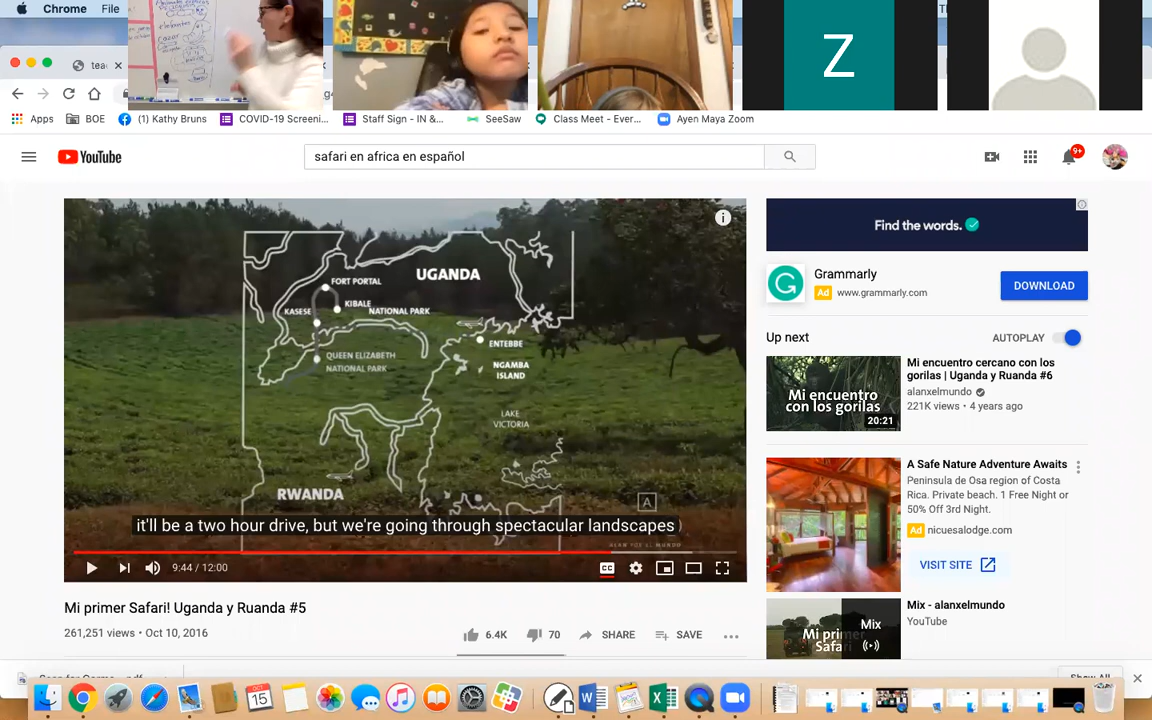 Chrome File
Z
(1) Kathy Bruns
Apps
BOE
COVID-19 Screeni...
Staff Sign - IN &...
SeeSaw
Class Meet - Ever...
Ayen Maya Zoom
YouTube
safari en africa en español
9+
UGANDA
FORT PORTAL
KIBALE
NATIONAL PARK
KASESE
QUEEN ELIZABETH
NATIONAL PARK
ENTEBBE
NGAMBA
ISLAND
LAKE
VICTORIA
RWANDA
A
it'll be a two hour drive, but we're going through spectacular landscapes
9:44 / 12:00
CC
Mi primer Safari! Uganda y Ruanda #5
261,251 views • Oct 10, 2016
6.4K
70
SHARE
SAVE
Find the words.
Grammarly
Ad www.grammarly.com
DOWNLOAD
Up next
AUTOPLAY
Mi encuentro
con los gorilas
20:21
Mi encuentro cercano con los
gorilas | Uganda y Ruanda #6
alanxelmundo
221K views • 4 years ago
A Safe Nature Adventure Awaits
Peninsula de Osa region of Costa
Rica. Private beach. 1 Free Night or
50% Off 3rd Night.
Ad nicuesalodge.com
VISIT SITE
Mix
Mix - alanxelmundo
YouTube
Show All
OCT
15